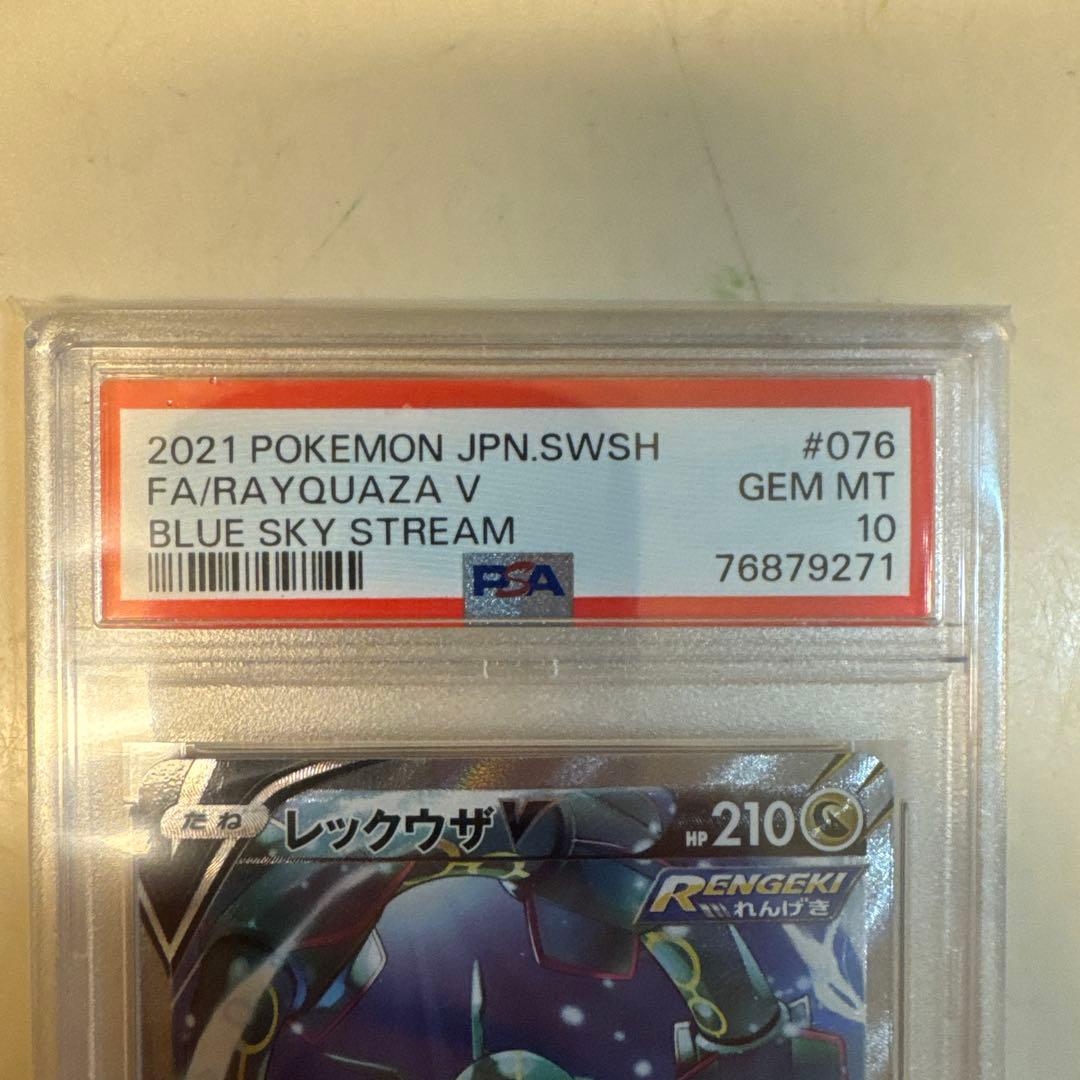 2021 POKEMON JPN.SWSH #076
FA/RAYQUAZA V GEM MT
BLUE SKY STREAM 10
PSA 76879271
たね レックウザV HP 210
RENGEKI
れんげき